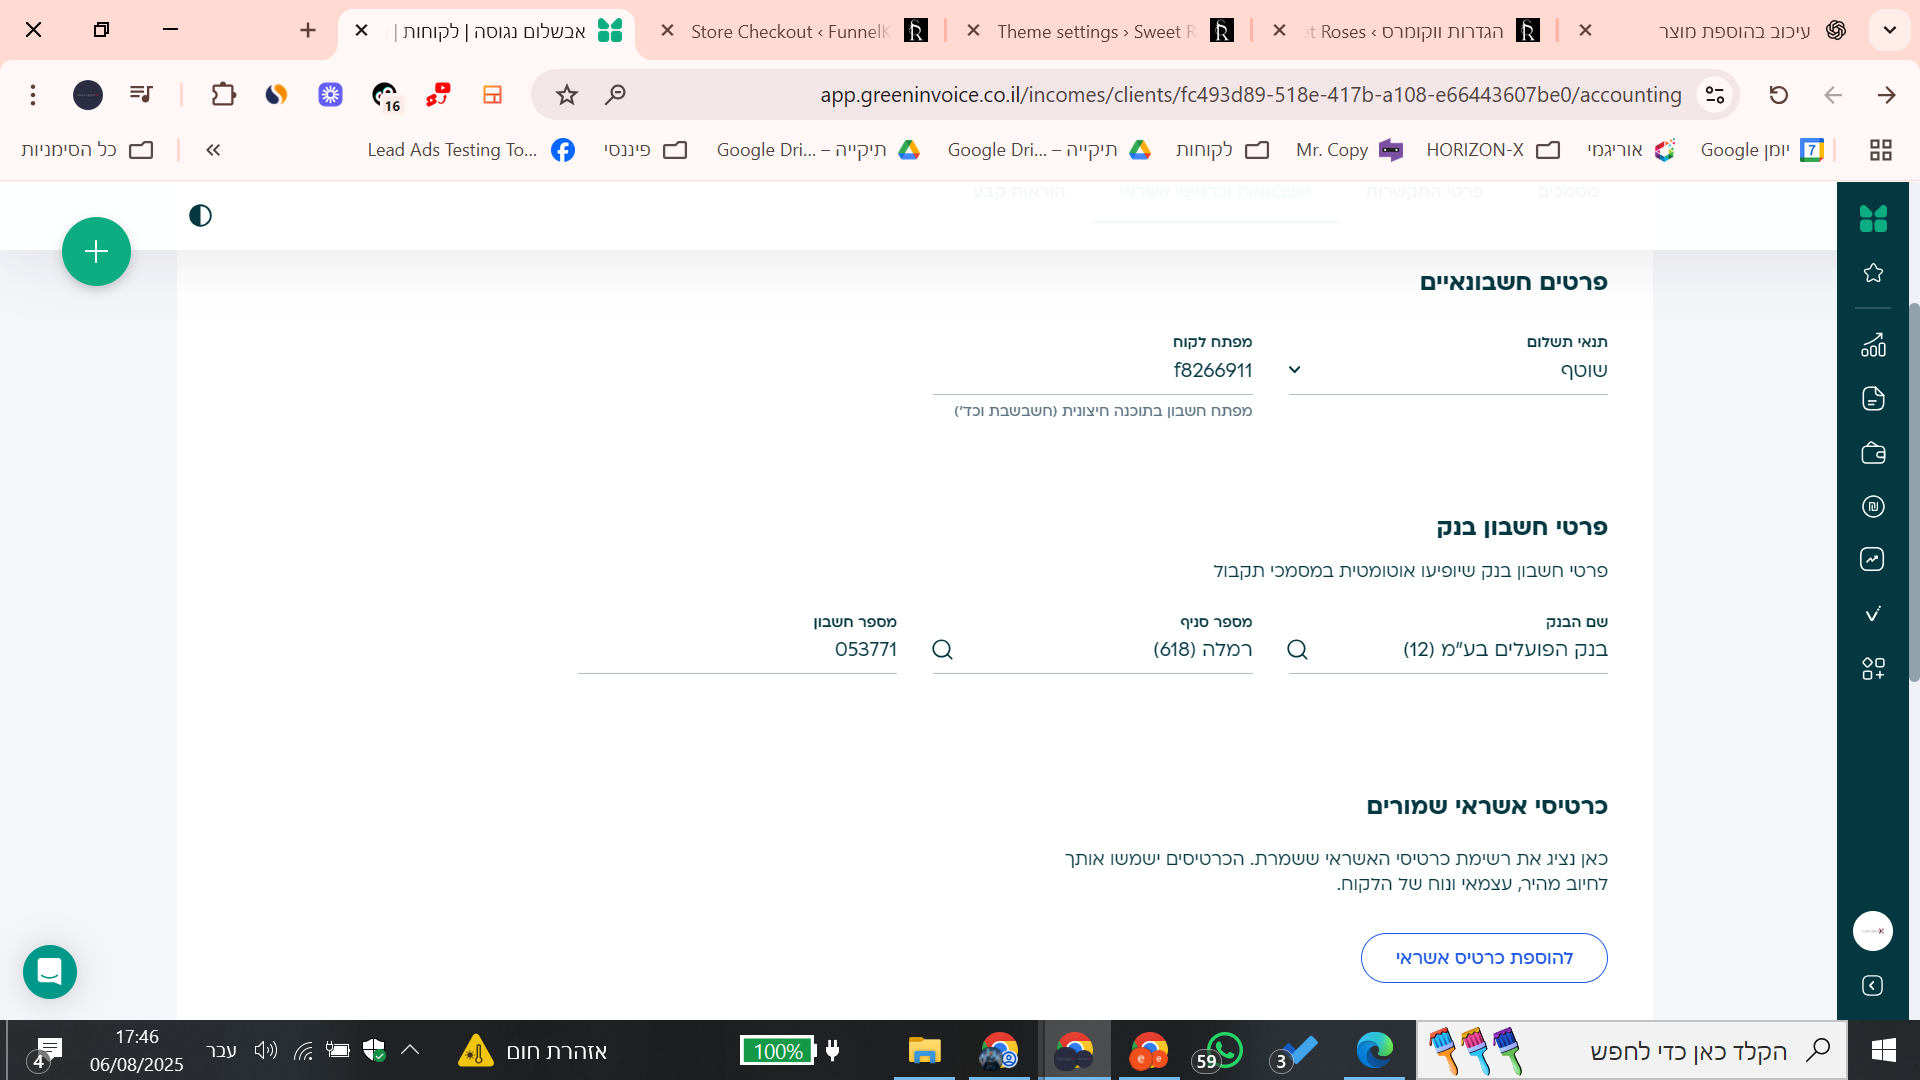 עיכוב בהוספת מוצר
הגדרות ווקומרס ‹ et Roses
Theme settings ‹ Sweet R
Store Checkout ‹ FunnelK
אבשלום נגוסה | לקוחות |
app.greeninvoice.co.il/incomes/clients/fc493d89-518e-417b-a108-e66443607be0/accounting
16
יומן Google
7
אוריגמי
HORIZON-X
Mr. Copy
לקוחות
תיקייה – Google Dri...
תיקייה – Google Dri...
פיננסי
Lead Ads Testing To...
כל הסימניות
מסמכים
פרטי התקשרות
חשבונאות וכרטיסי אשראי
הוראות קבע
פרטים חשבונאיים
תנאי תשלום
שוטף
מפתח לקוח
f8266911
מפתח חשבון בתוכנה חיצונית (חשבשבת וכד')
פרטי חשבון בנק
פרטי חשבון בנק שיופיעו אוטומטית במסמכי תקבול
שם הבנק
בנק הפועלים בע"מ (12)
מספר סניף
רמלה (618)
מספר חשבון
053771
כרטיסי אשראי שמורים
כאן נציג את רשימת כרטיסי האשראי ששמרת. הכרטיסים ישמשו אותך
לחיוב מהיר, עצמאי ונוח של הלקוח.
להוספת כרטיס אשראי
הקלד כאן כדי לחפש
3
59
100%
אזהרת חום
עבר
17:46
06/08/2025
4